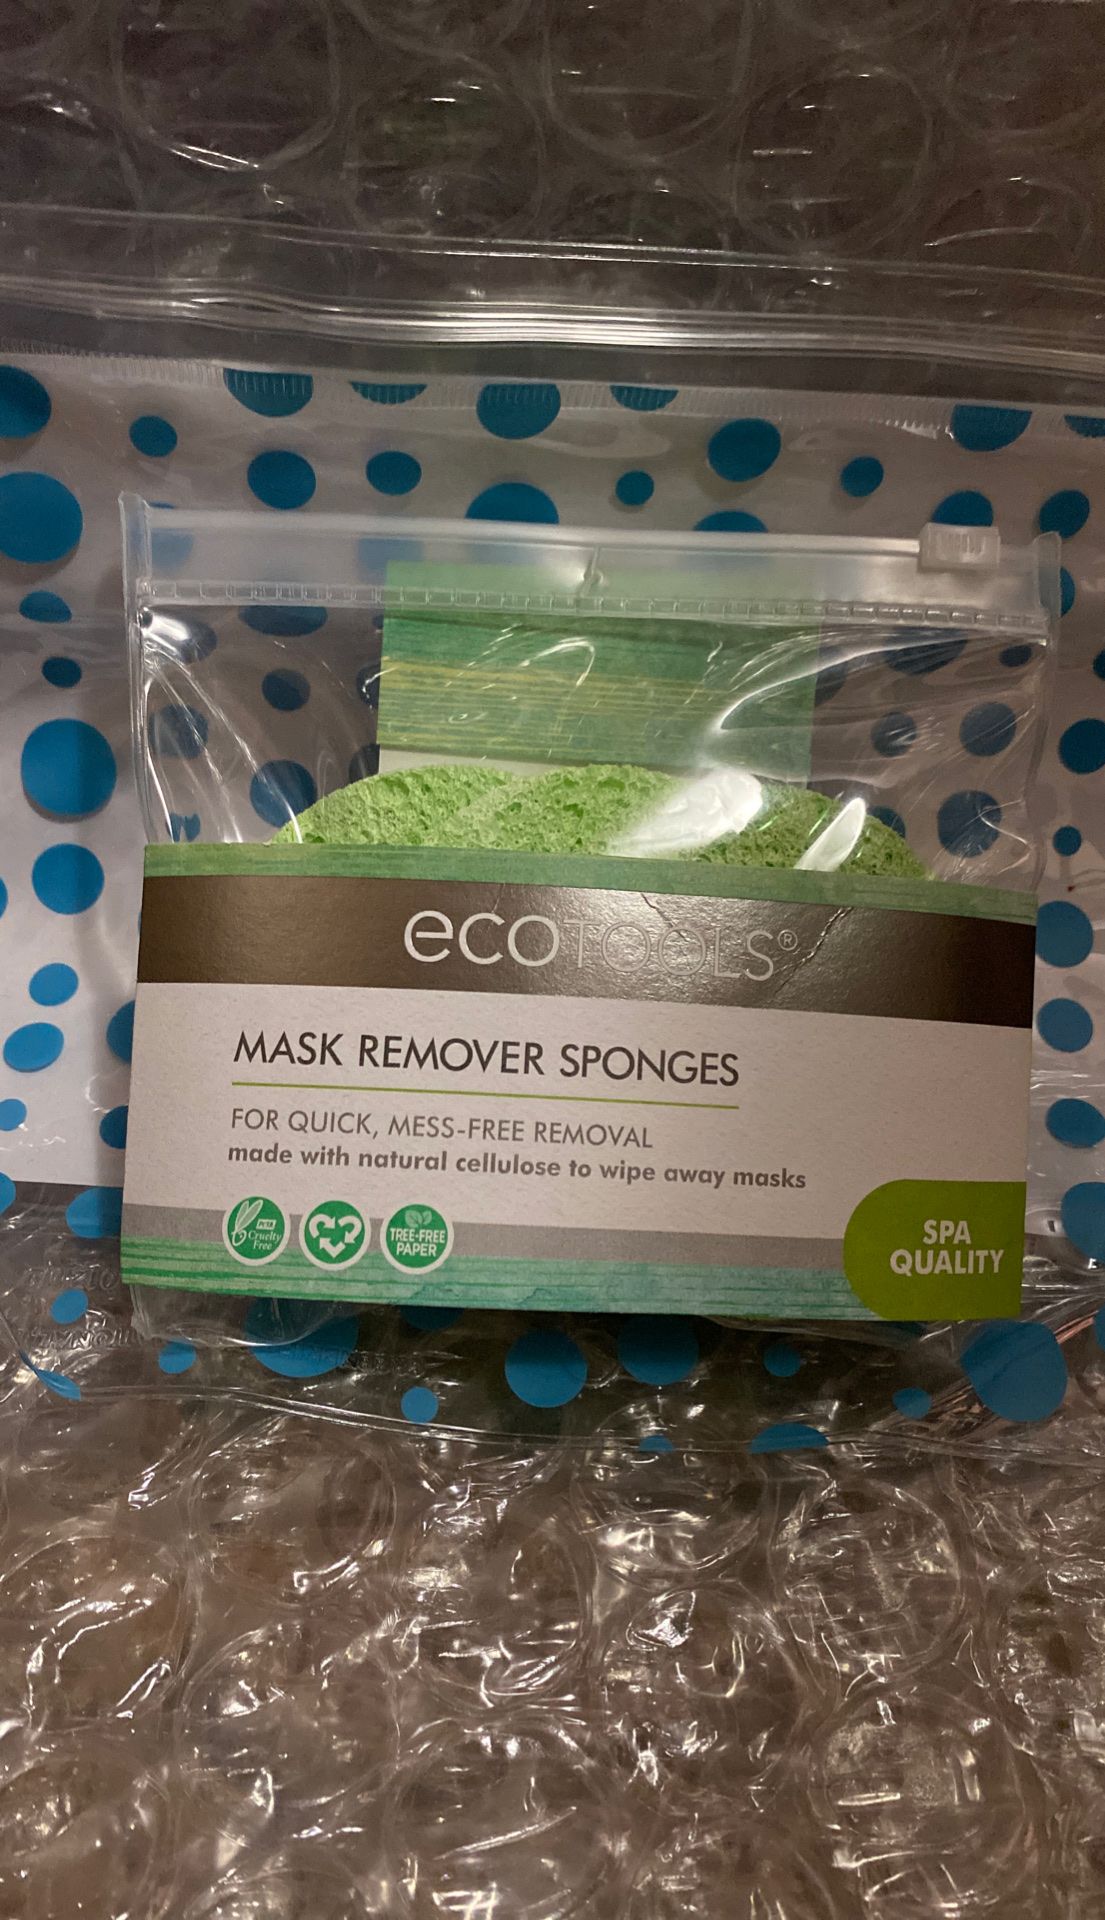 ecoTOOLS®
MASK REMOVER SPONGES
FOR QUICK, MESS-FREE REMOVAL
made with natural cellulose to wipe away masks
PETA
Cruelty
Free
TREE-FREE
PAPER
SPA
QUALITY